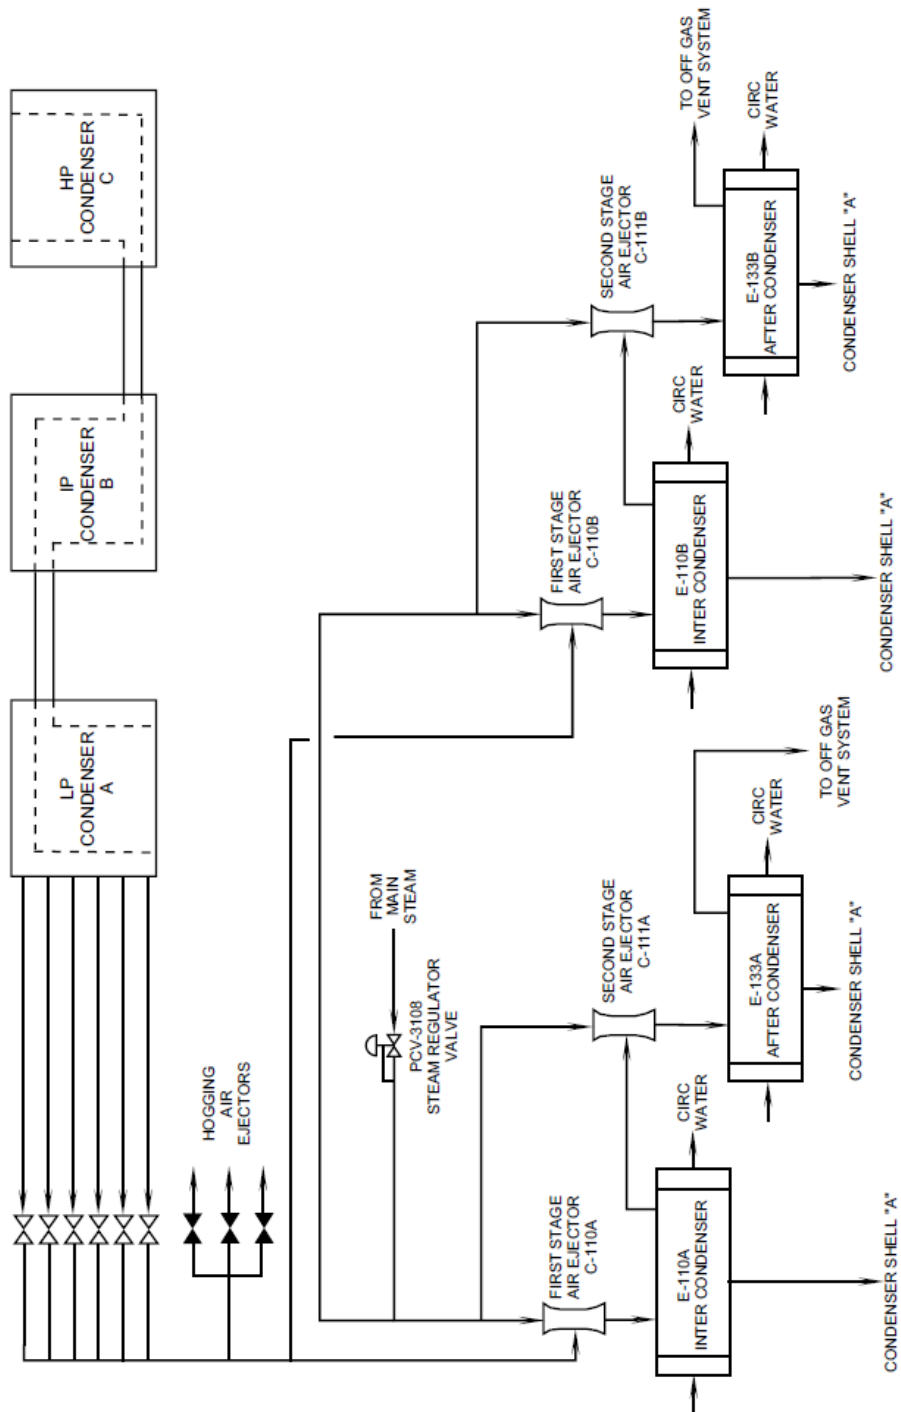 LP
CONDENSER
A
IP
CONDENSER
B
HP
CONDENSER
C
HOGGING
AIR
EJECTORS
FROM
MAIN
STEAM
PCV-3108
STEAM REGULATOR
VALVE
FIRST STAGE
AIR EJECTOR
C-110A
SECOND STAGE
AIR EJECTOR
C-111A
FIRST STAGE
AIR EJECTOR
C-110B
SECOND STAGE
AIR EJECTOR
C-111B
E-110A
INTER CONDENSER
CIRC
WATER
CONDENSER SHELL "A"
E-133A
AFTER CONDENSER
CIRC
WATER
TO OFF GAS
VENT SYSTEM
CONDENSER SHELL "A"
E-110B
INTER CONDENSER
CIRC
WATER
CONDENSER SHELL "A"
E-133B
AFTER CONDENSER
CIRC
WATER
TO OFF GAS
VENT SYSTEM
CONDENSER SHELL "A"